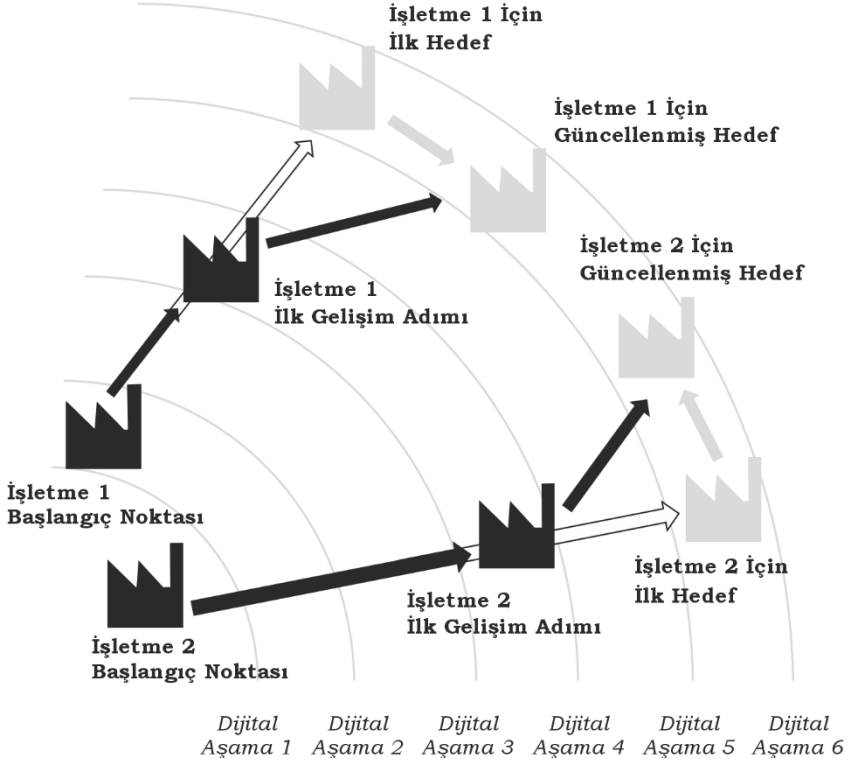 İşletme 1 İçin
İlk Hedef
İşletme 1 İçin
Güncellenmiş Hedef
İşletme 2 İçin
Güncellenmiş Hedef
İşletme 1
İlk Gelişim Adımı
İşletme 1
Başlangıç Noktası
İşletme 2 İçin
İlk Hedef
İşletme 2
İlk Gelişim Adımı
İşletme 2
Başlangıç Noktası
Dijital Aşama 1
Dijital Aşama 2
Dijital Aşama 3
Dijital Aşama 4
Dijital Aşama 5
Dijital Aşama 6